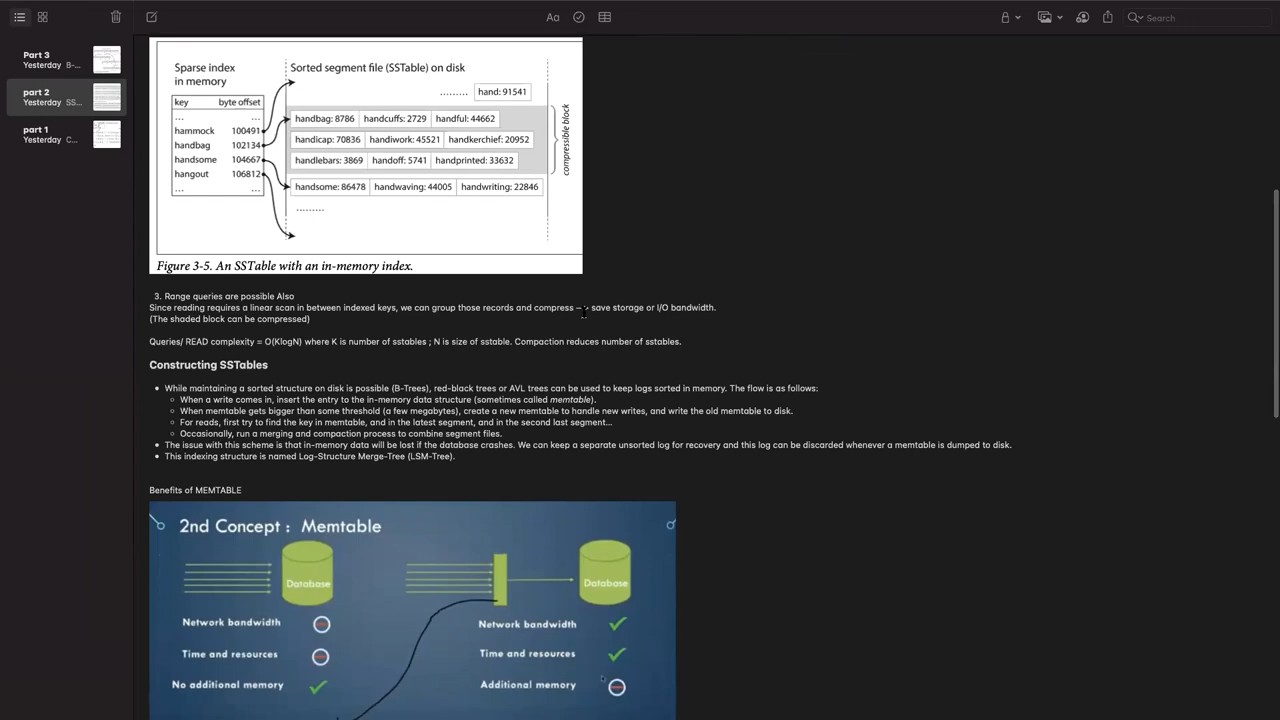 Aa
Search
Part 3
Yesterday B-...
part 2
Yesterday SS...
part 1
Yesterday C...
Sparse index
in memory
key byte offset
... ...
hammock 100491
handbag 102134
handsome 104667
hangout 106812
... ...
Sorted segment file (SSTable) on disk
......... hand: 91541
handbag: 8786 handcuffs: 2729 handful: 44662
handicap: 70836 handiwork: 45521 handkerchief: 20952
handlebars: 3869 handoff: 5741 handprinted: 33632
handsome: 86478 handwaving: 44005 handwriting: 22846
.........
compressible block
Figure 3-5. An SSTable with an in-memory index.
3. Range queries are possible Also
Since reading requires a linear scan in between indexed keys, we can group those records and compress save storage or I/O bandwidth.
(The shaded block can be compressed)
Queries/ READ complexity = O(KlogN) where K is number of sstables ; N is size of sstable. Compaction reduces number of sstables.
Constructing SSTables
• While maintaining a sorted structure on disk is possible (B-Trees), red-black trees or AVL trees can be used to keep logs sorted in memory. The flow is as follows:
◦ When a write comes in, insert the entry to the in-memory data structure (sometimes called memtable).
◦ When memtable gets bigger than some threshold (a few megabytes), create a new memtable to handle new writes, and write the old memtable to disk.
◦ For reads, first try to find the key in memtable, and in the latest segment, and in the second last segment...
◦ Occasionally, run a merging and compaction process to combine segment files.
• The issue with this scheme is that in-memory data will be lost if the database crashes. We can keep a separate unsorted log for recovery and this log can be discarded whenever a memtable is dumped to disk.
• This indexing structure is named Log-Structure Merge-Tree (LSM-Tree).
Benefits of MEMTABLE
2nd Concept : Memtable
Database
Network bandwidth
Time and resources
No additional memory
Database
Network bandwidth
Time and resources
Additional memory